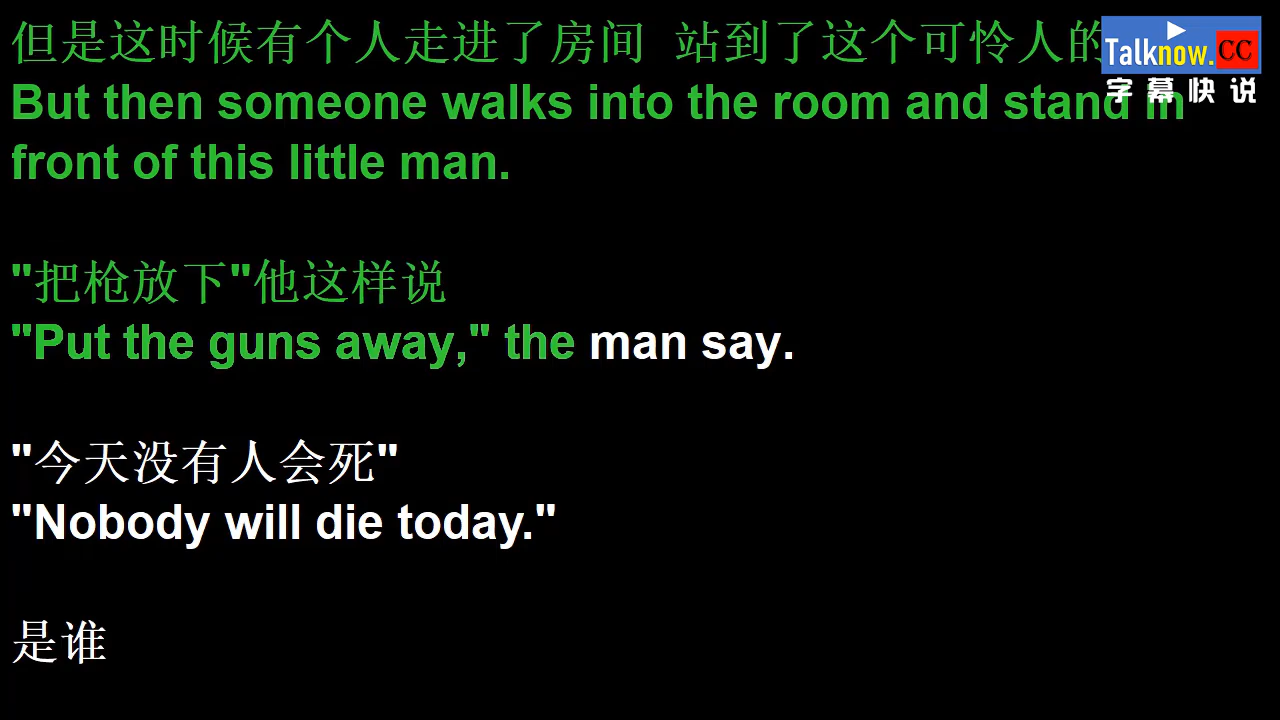 但是这时候有个人走进了房间 站到了这个可怜人的
Talknow.CC
字幕快说
But then someone walks into the room and stand in
front of this little man.
"把枪放下"他这样说
"Put the guns away," the man say.
"今天没有人会死"
"Nobody will die today."
是谁